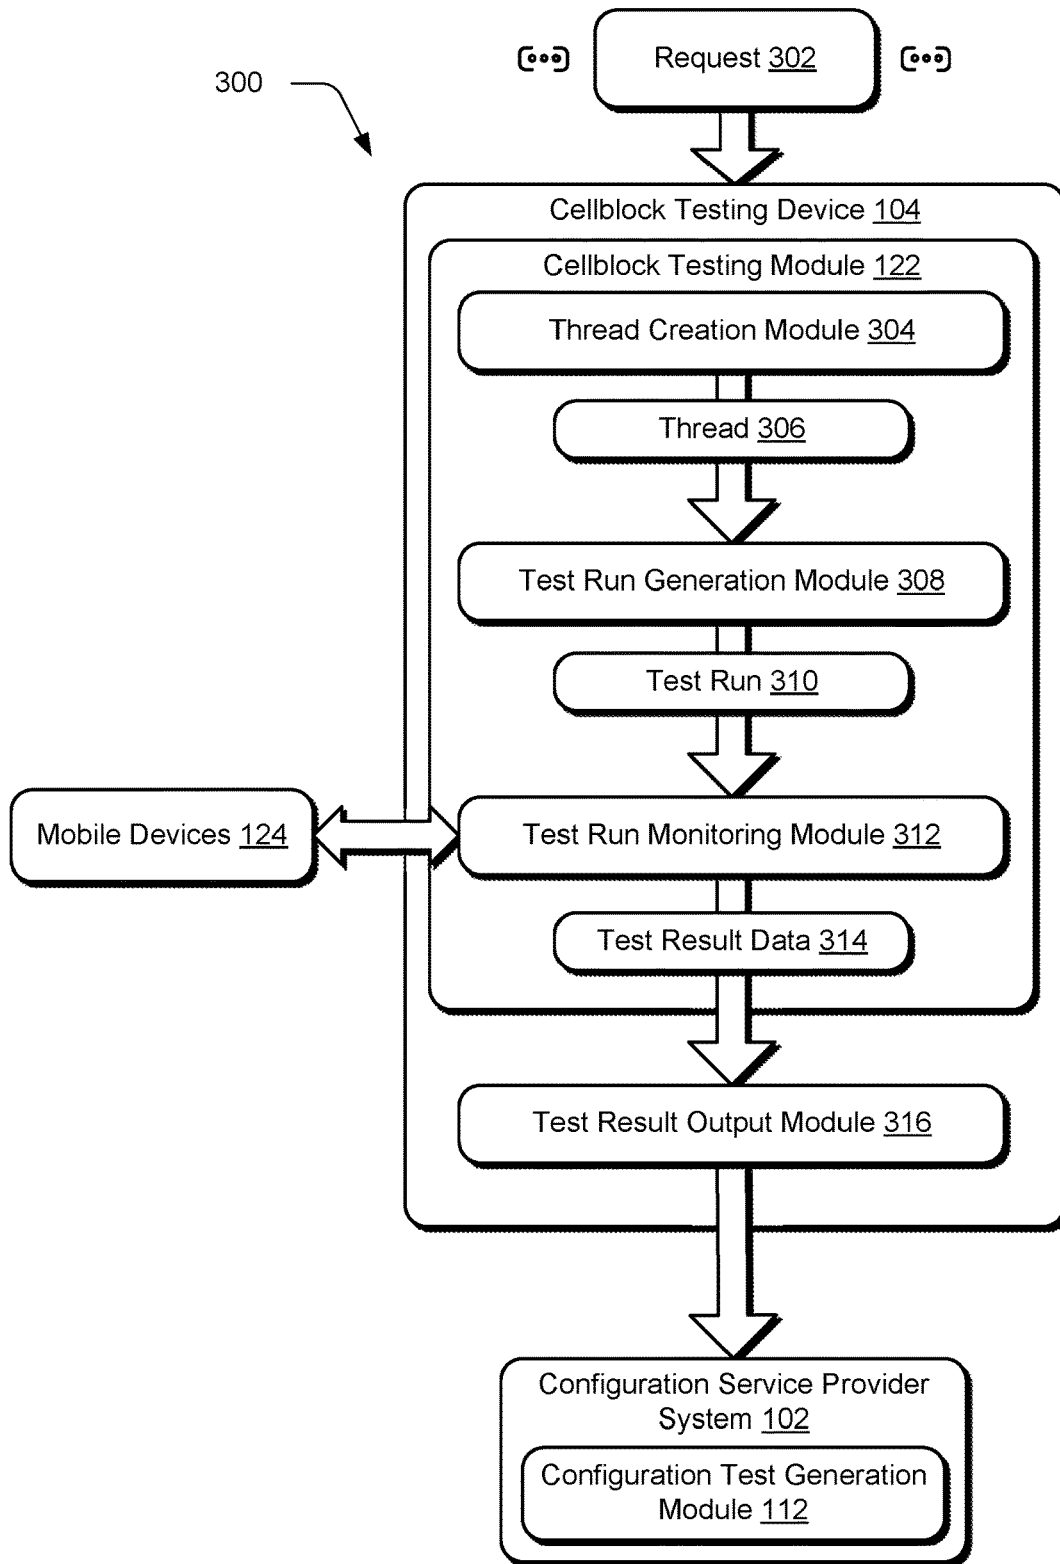 Request 302
300
Cellblock Testing Device 104
Cellblock Testing Module 122
Thread Creation Module 304
Thread 306
Test Run Generation Module 308
Test Run 310
Mobile Devices 124
Test Run Monitoring Module 312
Test Result Data 314
Test Result Output Module 316
Configuration Service Provider
System 102
Configuration Test Generation
Module 112